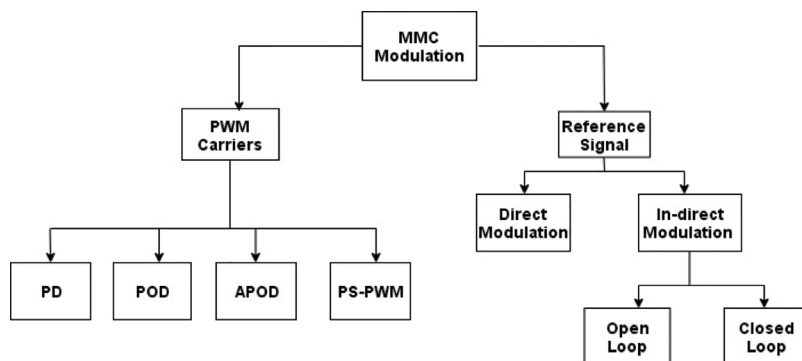 MMC
Modulation
PWM
Carriers
Reference
Signal
Direct
Modulation
In-direct
Modulation
PD
POD
APOD
PS-PWM
Open
Loop
Closed
Loop